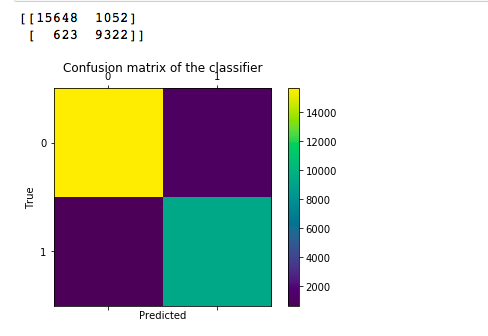 [[15648 1052]
[ 623 9322]]
Confusion matrix of the classifier
0 1
0
1
True
Predicted
14000
12000
10000
8000
6000
4000
2000